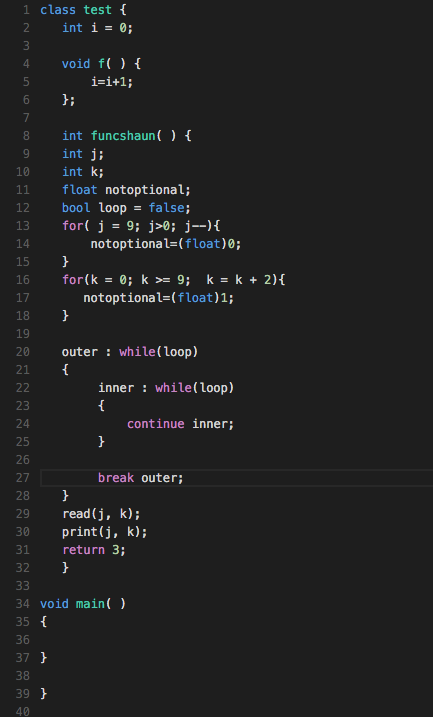 1 class test {
2    int i = 0;
3
4    void f( ) {
5        i=i+1;
6    };
7
8    int funcshaun( ) {
9    int j;
10    int k;
11    float notoptional;
12    bool loop = false;
13    for( j = 9; j>0; j--){
14        notoptional=(float)0;
15    }
16    for(k = 0; k >= 9;  k = k + 2){
17       notoptional=(float)1;
18    }
19
20    outer : while(loop)
21    {
22         inner : while(loop)
23         {
24             continue inner;
25         }
26
27         break outer;
28    }
29    read(j, k);
30    print(j, k);
31    return 3;
32    }
33
34 void main( )
35 {
36
37 }
38
39 }
40